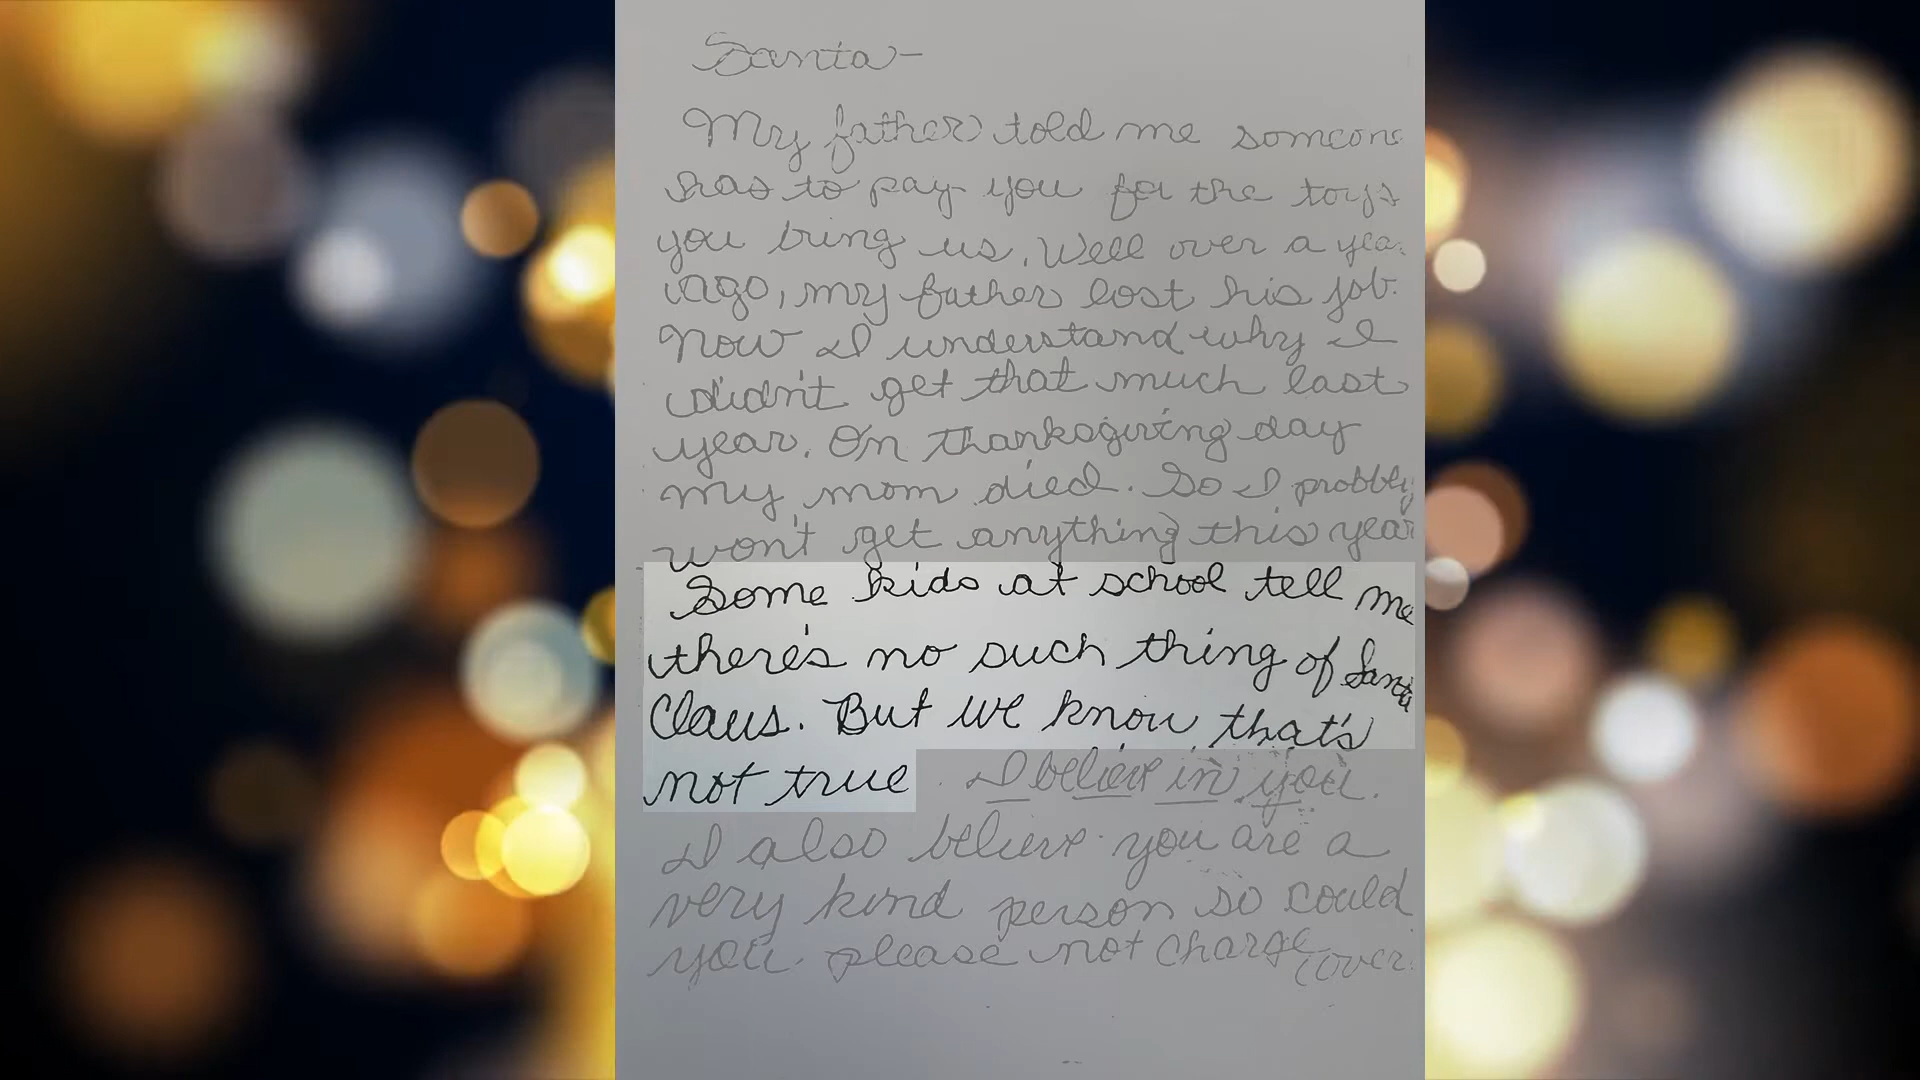 Santa-
My father told me someone
has to pay you for the toys
you bring us. Well over a yea
ago, my father lost his job.
Now I understand why I
didn't get that much last
year. On thanksgiving day
my mom died. So I probbly
won't get anything this year
Some kids at school tell me
there's no such thing of Santa
Claus. But we know that's
not true. I believe in you.
I also believe you are a
very kind person so could
you please not charge (over